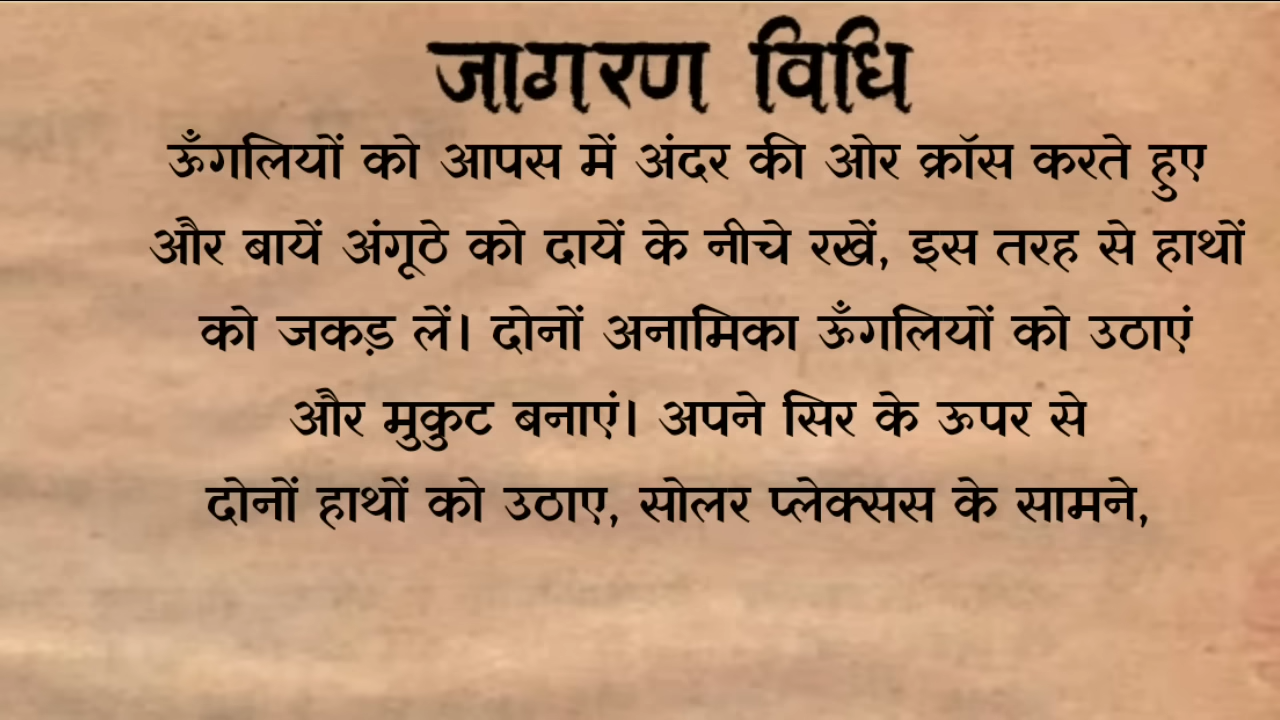 जागरण विधि
ऊँगलियों को आपस में अंदर की ओर क्रॉस करते हुए
और बायें अंगूठे को दायें के नीचे रखें, इस तरह से हाथों
को जकड़ लें। दोनों अनामिका ऊँगलियों को उठाएं
और मुकुट बनाएं। अपने सिर के ऊपर से
दोनों हाथों को उठाए, सोलर प्लेक्सस के सामने,